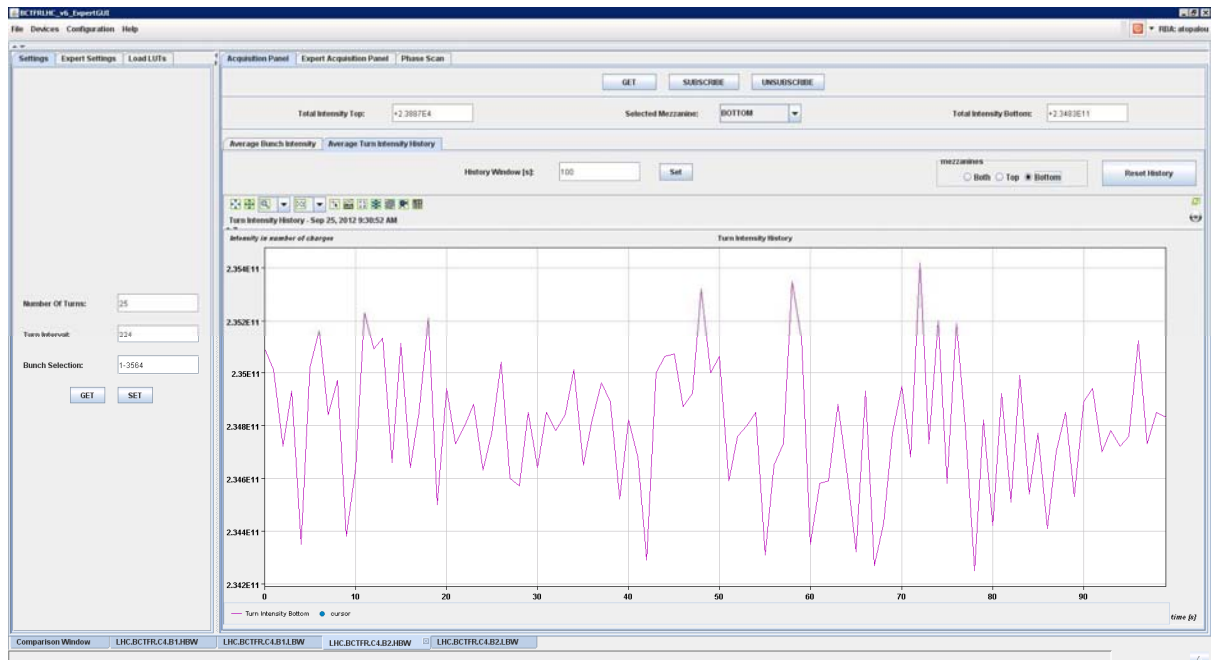 BCTFRLHC_v6_ExpertGUI
File Devices Configuration Help
RBA: atopalou
Settings Expert Settings Load LUTs
Acquisition Panel Expert Acquisition Panel Phase Scan
GET SUBSCRIBE UNSUBSCRIBE
Total Intensity Top: +2.3887E4 Selected Mezzanine: BOTTOM Total Intensity Bottom: +2.3483E11
Average Bunch Intensity Average Turn Intensity History
History Window [s]: 100 Set
mezzanines
Both Top Bottom
Reset History
Turn Intensity History - Sep 25, 2012 9:38:52 AM
Intensity in number of charges
Turn Intensity History
2.354E11
2.352E11
2.35E11
2.348E11
2.346E11
2.344E11
2.342E11
0 10 20 30 40 50 60 70 80 90
time [s]
Turn Intensity Bottom cursor
Number Of Turns: 25
Turn Interval: 224
Bunch Selection: 1-3564
GET SET
Comparison Window LHC.BCTFR.C4.B1.HBW LHC.BCTFR.C4.B1.LBW LHC.BCTFR.C4.B2.HBW LHC.BCTFR.C4.B2.LBW